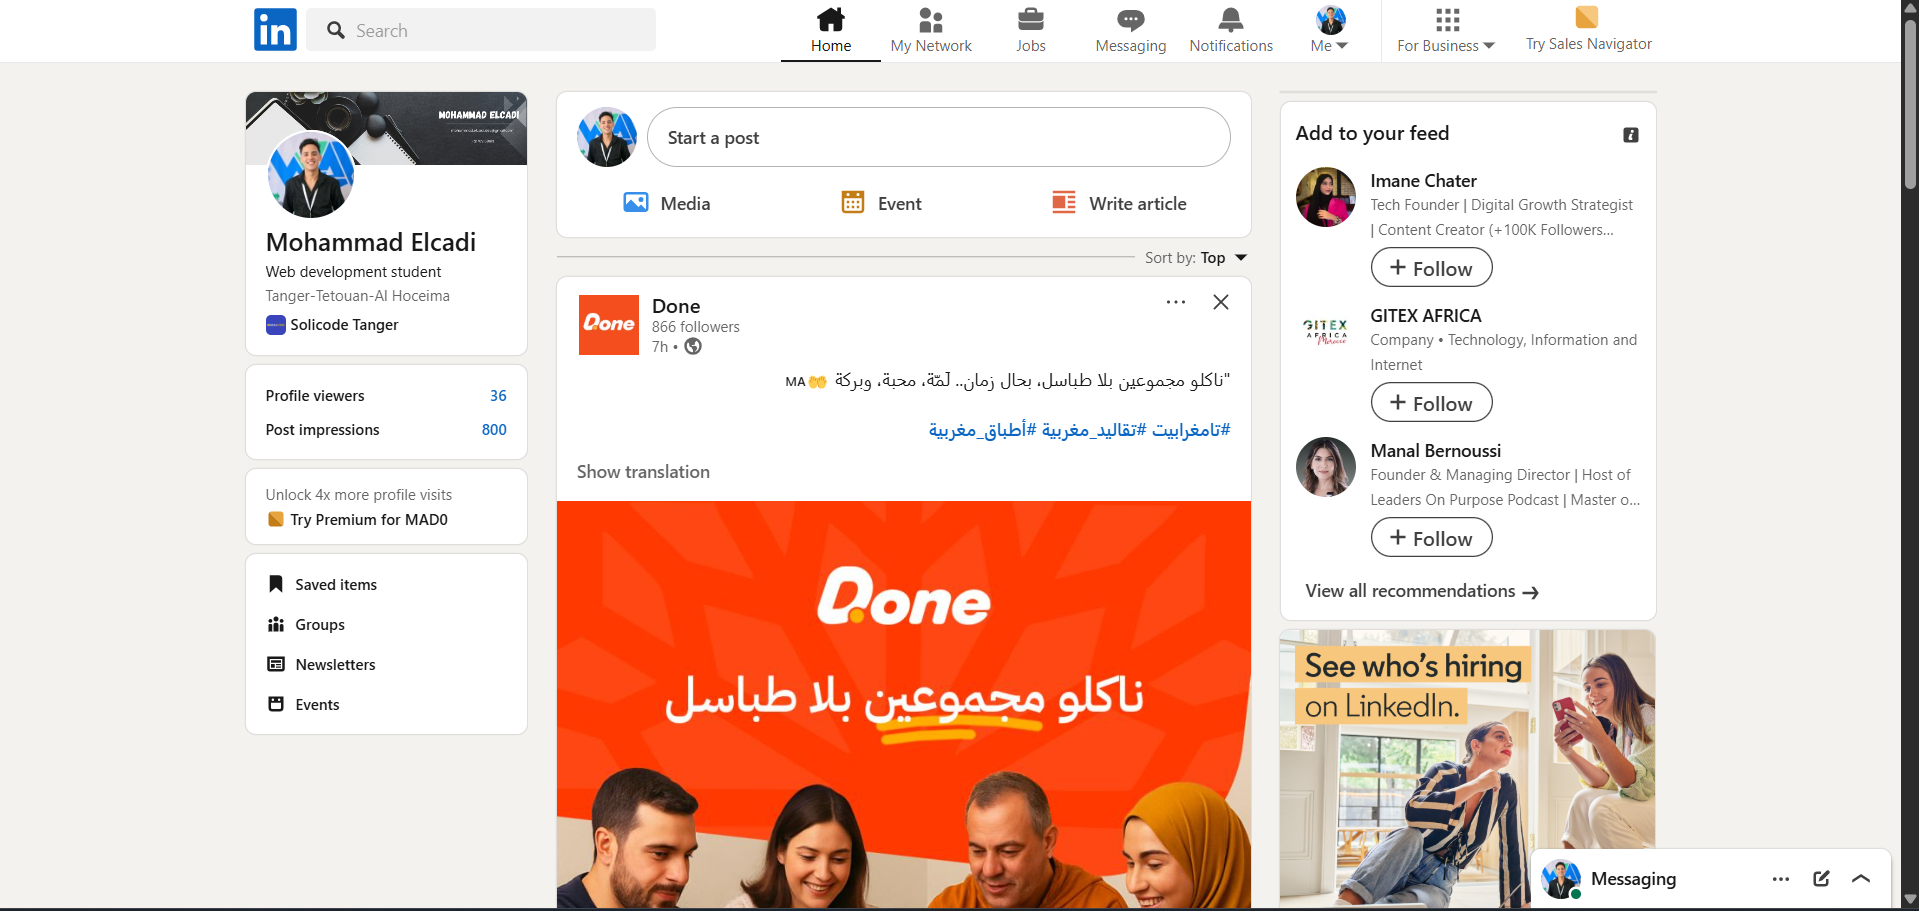 in
Search
Home
My Network
Jobs
Messaging
Notifications
Me
For Business
Try Sales Navigator
MOHAMMAD ELCADI
Mohammad Elcadi
Web development student
Tanger-Tetouan-Al Hoceima
Solicode Tanger
Profile viewers 36
Post impressions 800
Unlock 4x more profile visits
Try Premium for MAD0
Saved items
Groups
Newsletters
Events
Start a post
Media
Event
Write article
Sort by: Top
Done
Done
866 followers
7h •
"ناكلو مجموعين بلا طباسل، بحال زمان.. لَمّة، محبة، وبركة 🤲 MA
#تامغرابيت #تقاليد_مغربية #أطباق_مغربية
Show translation
Done
ناكلو مجموعين بلا طباسل
Add to your feed
Imane Chater
Tech Founder | Digital Growth Strategist
| Content Creator (+100K Followers...
+ Follow
GITEX
AFRICA
Morocco
GITEX AFRICA
Company • Technology, Information and
Internet
+ Follow
Manal Bernoussi
Founder & Managing Director | Host of
Leaders On Purpose Podcast | Master o...
+ Follow
View all recommendations →
See who's hiring
on LinkedIn.
Messaging